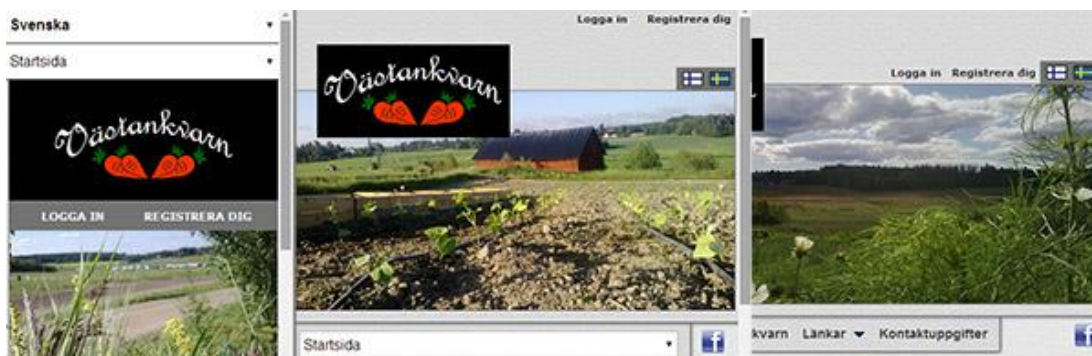 Svenska
Startsida
Västankvarn
LOGGA IN REGISTRERA DIG
Logga in Registrera dig
Västankvarn
Startsida
Logga in Registrera dig
kvarn Länkar Kontaktuppgifter